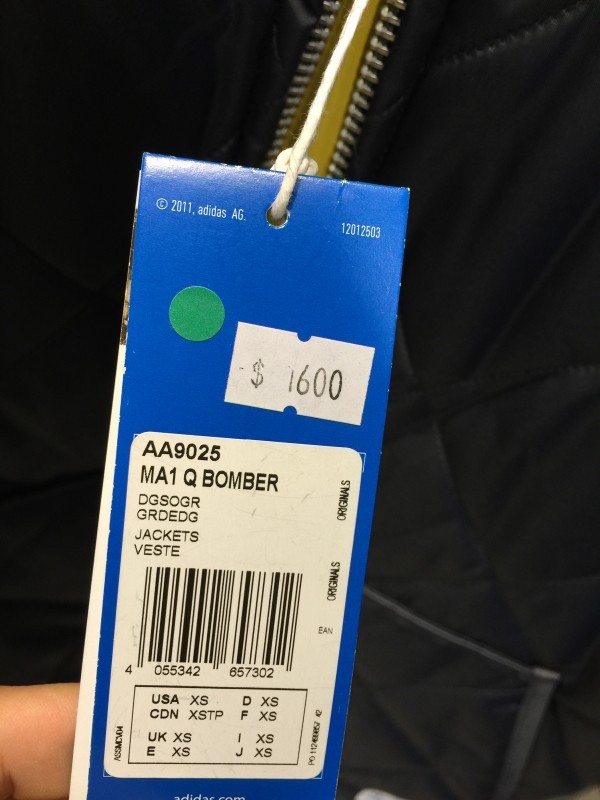 © 2011, adidas AG.
12012503
$ 1600
AA9025
MA1 Q BOMBER
DGSOGR
GRDEDG
JACKETS
VESTE
ORIGINALS
ORIGINALS
EAN
4 055342 657302
USA XS D XS
CDN XSTP F XS
UK XS I XS
E XS J XS
adidas.com